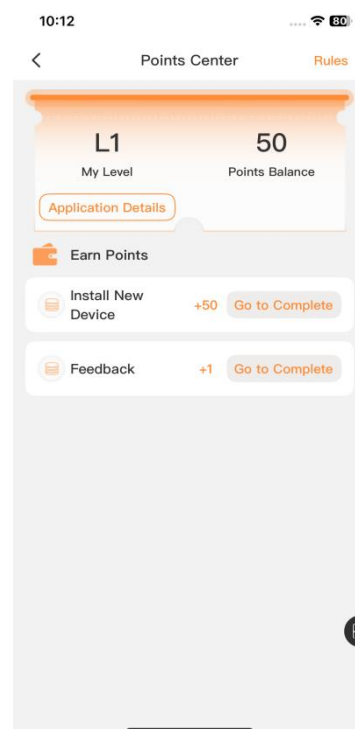 10:12
80
Points Center
Rules
L1
50
My Level
Points Balance
Application Details
Earn Points
Install New
Device
+50
Go to Complete
Feedback
+1
Go to Complete